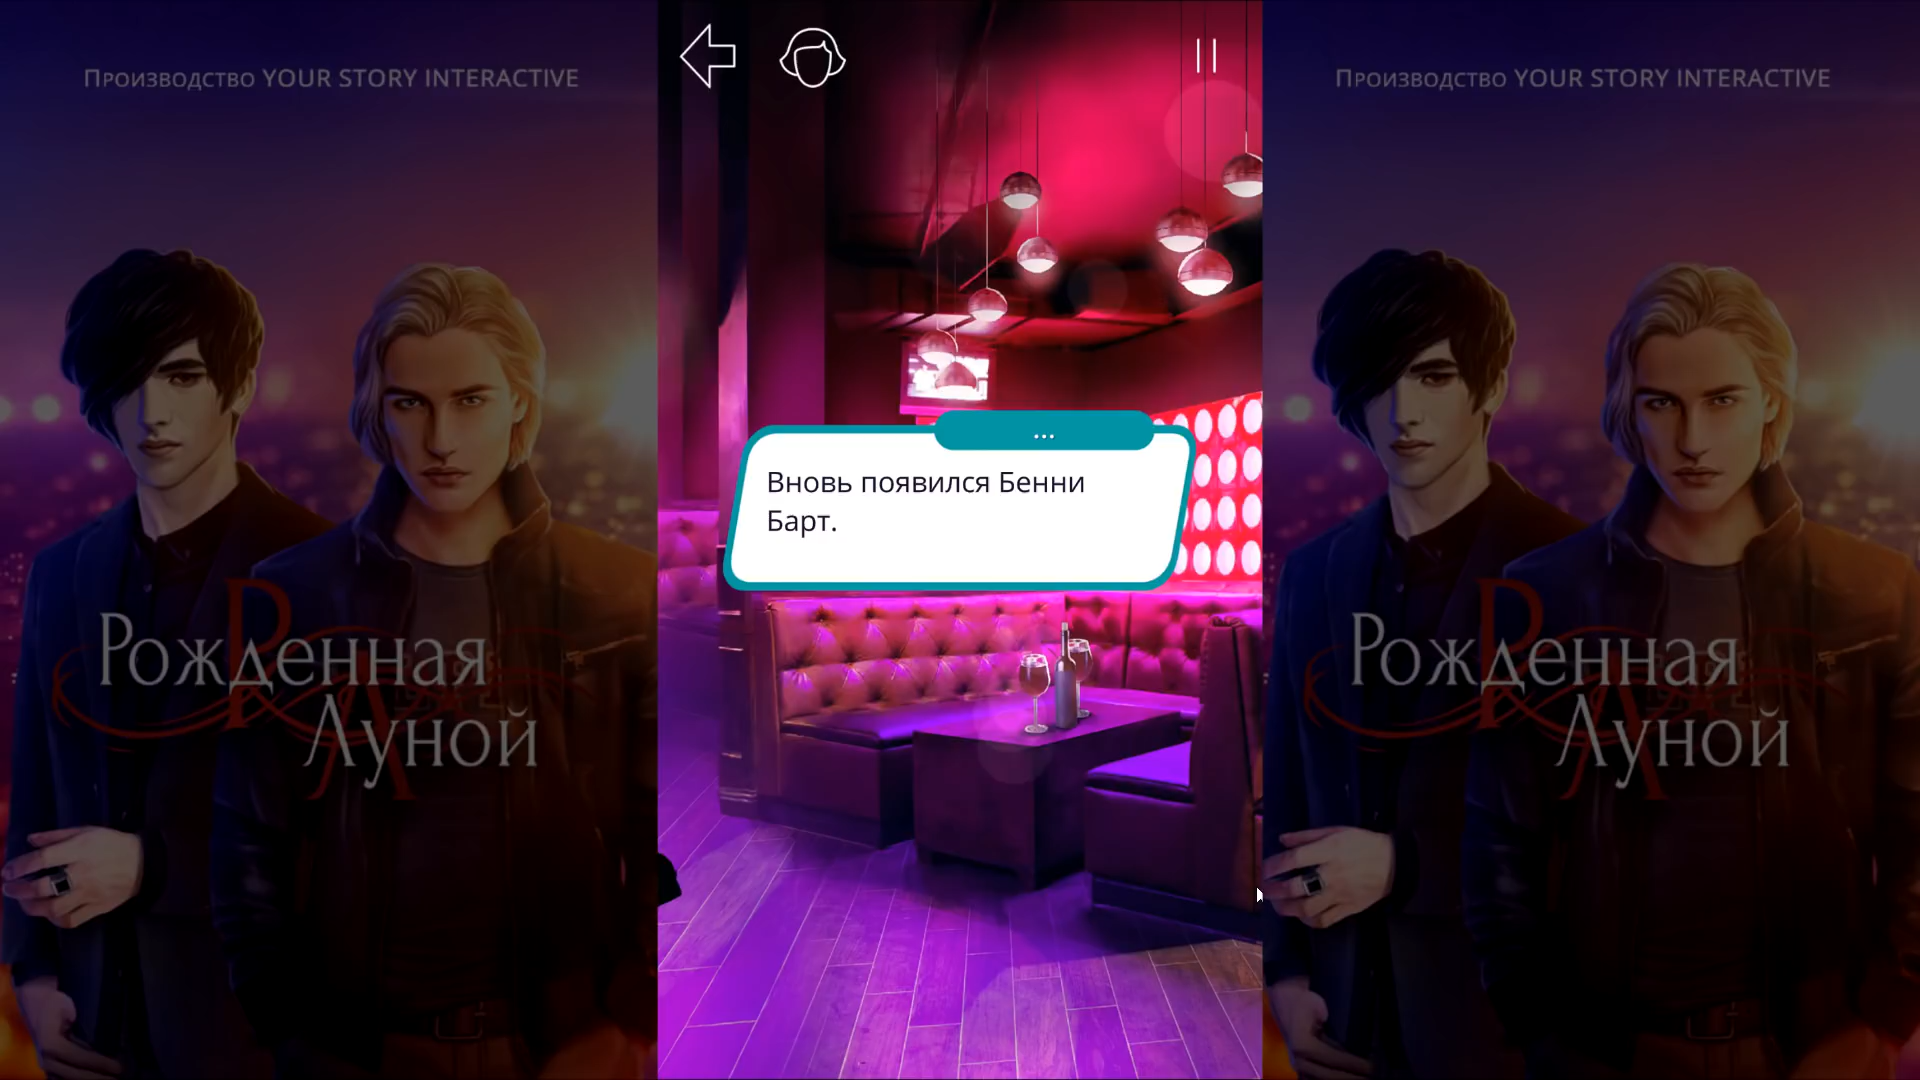 Производство YOUR STORY INTERACTIVE
Рожденная
Луной
...
Вновь появился Бенни
Барт.
Производство YOUR STORY INTERACTIVE
Рожденная
Луной